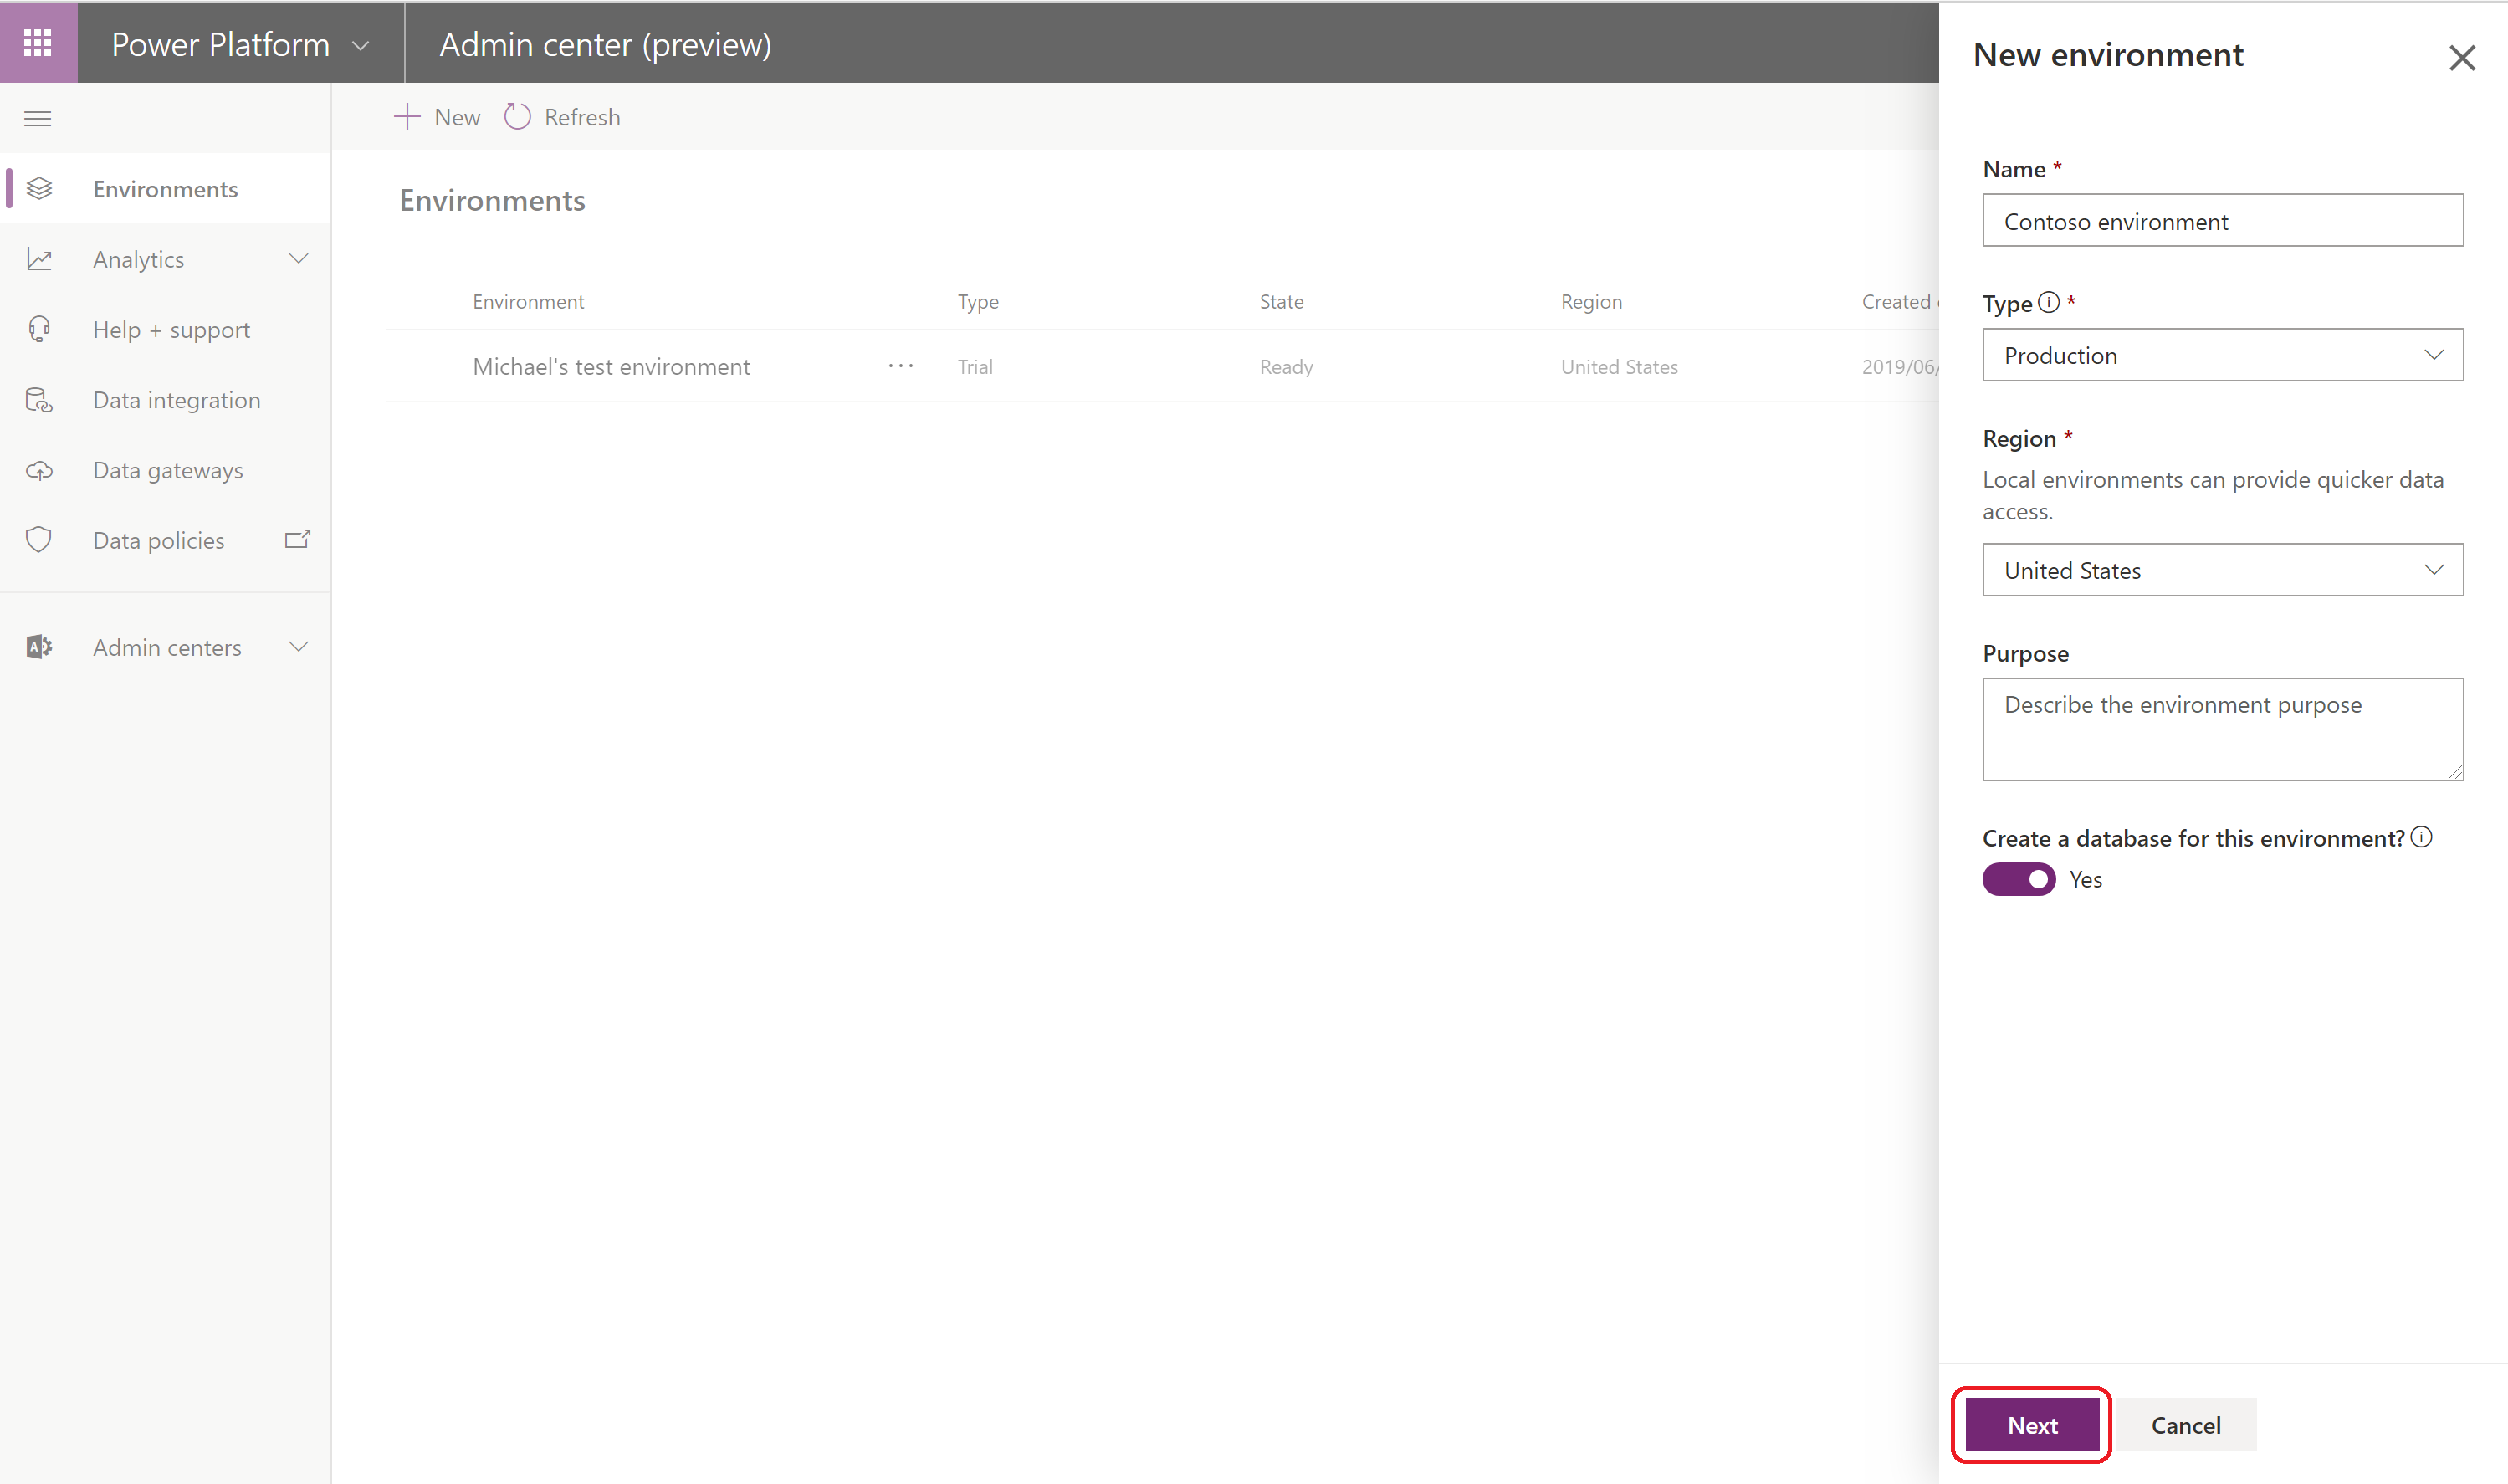 Power Platform
Admin center (preview)
New environment
New
Refresh
Environments
Analytics
Help + support
Data integration
Data gateways
Data policies
A
Admin centers
Environments
Environment Type State Region Created
Michael's test environment ... Trial Ready United States 2019/06/
Name *
Contoso environment
Type i *
Production
Region *
Local environments can provide quicker data
access.
United States
Purpose
Describe the environment purpose
Create a database for this environment? i
Yes
Next
Cancel